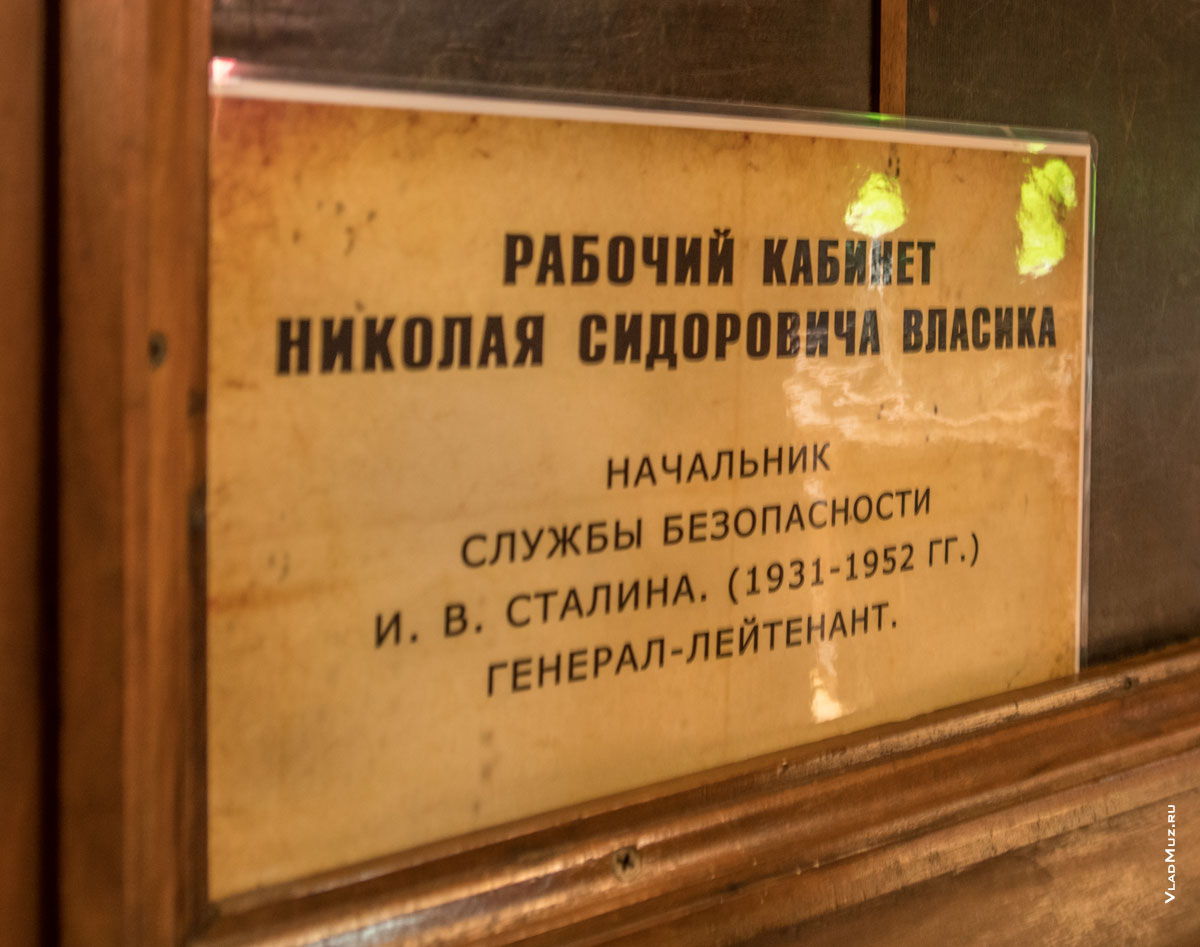 РАБОЧИЙ КАБИНЕТ
НИКОЛАЯ СИДОРОВИЧА ВЛАСИКА
НАЧАЛЬНИК
СЛУЖБЫ БЕЗОПАСНОСТИ
И. В. СТАЛИНА. (1931-1952 ГГ.)
ГЕНЕРАЛ-ЛЕЙТЕНАНТ.
VLADMUZ.RU